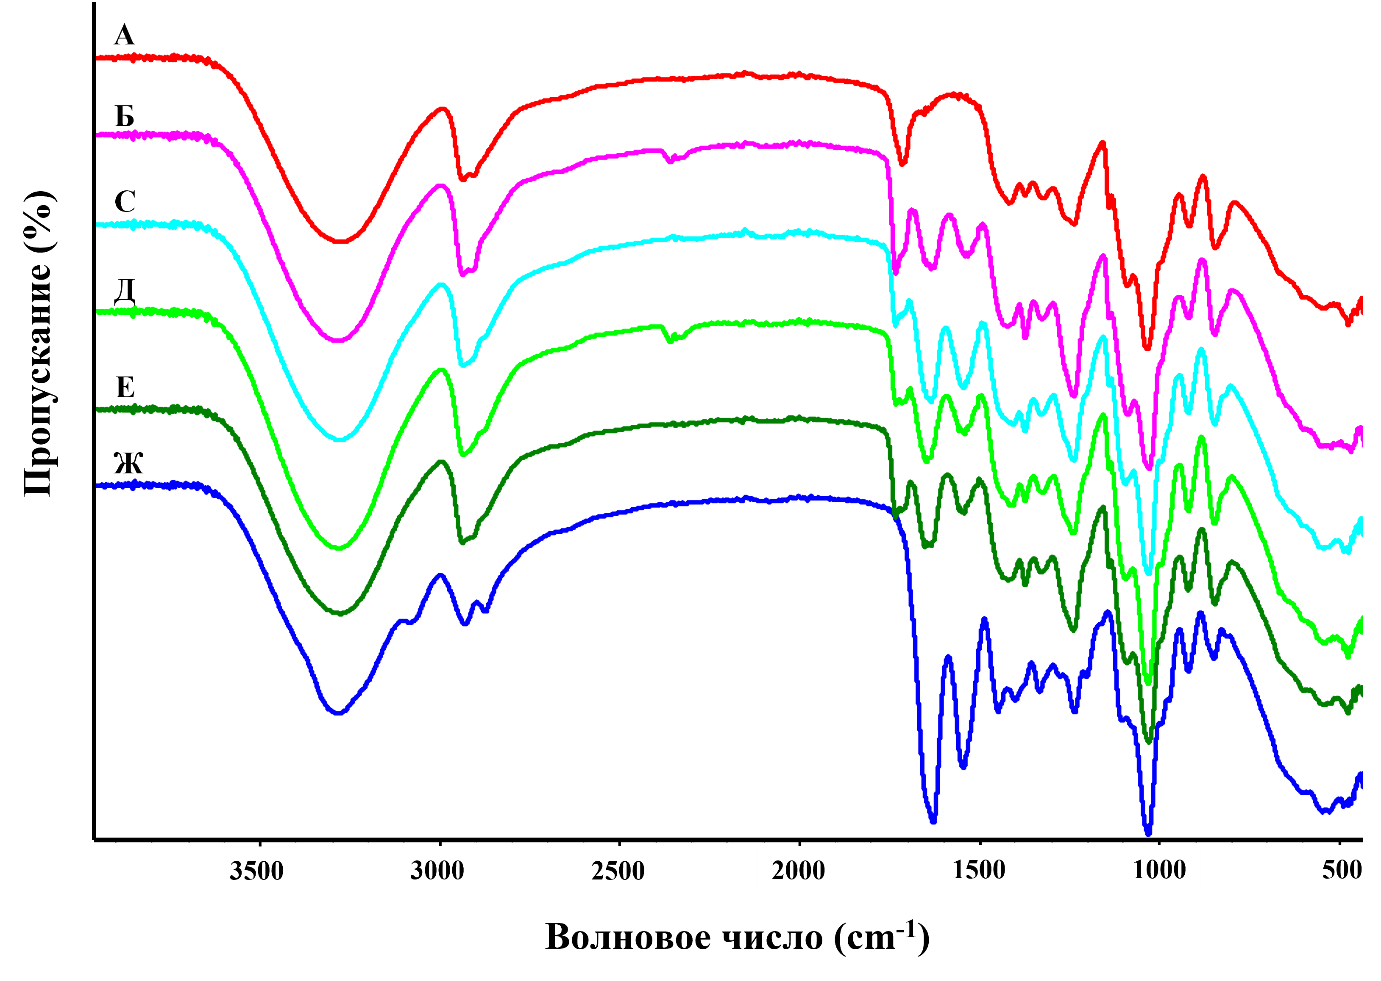 А
Б
С
Д
Е
Ж
Пропускание (%)
3500 3000 2500 2000 1500 1000 500
Волновое число (cm-1)